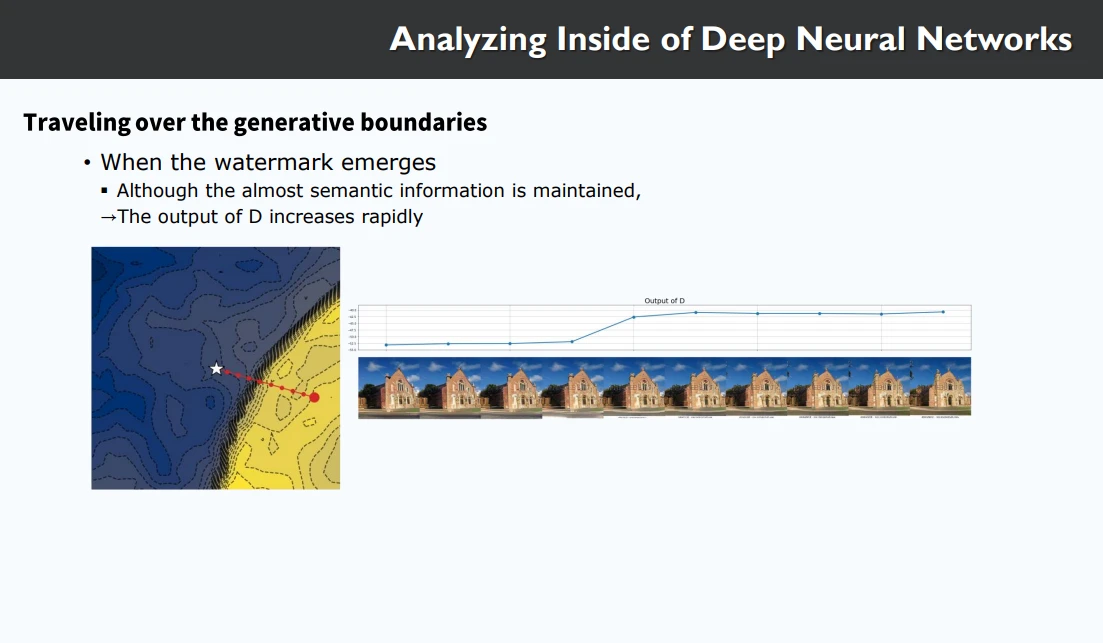 Analyzing Inside of Deep Neural Networks
Traveling over the generative boundaries
• When the watermark emerges
▪ Although the almost semantic information is maintained,
→The output of D increases rapidly
Output of D